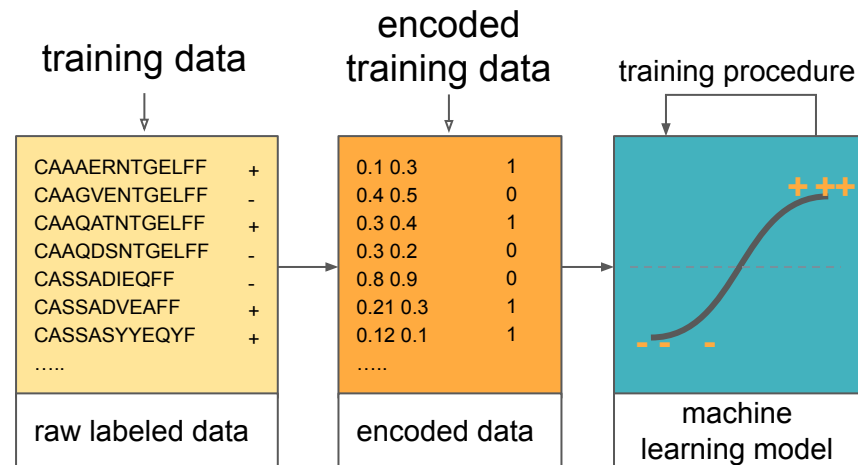 training data
encoded
training data
training procedure
CAAAERNTGELFF +
CAAGVENTGELFF -
CAAQATNTGELFF +
CAAQDSNTGELFF -
CASSADIEQFF -
CASSADVEAFF +
CASSASYYEQYF +
…..
0.1 0.3 1
0.4 0.5 0
0.3 0.4 1
0.3 0.2 0
0.8 0.9 0
0.21 0.3 1
0.12 0.1 1
…..
+ ++
-- -
raw labeled data
encoded data
machine
learning model